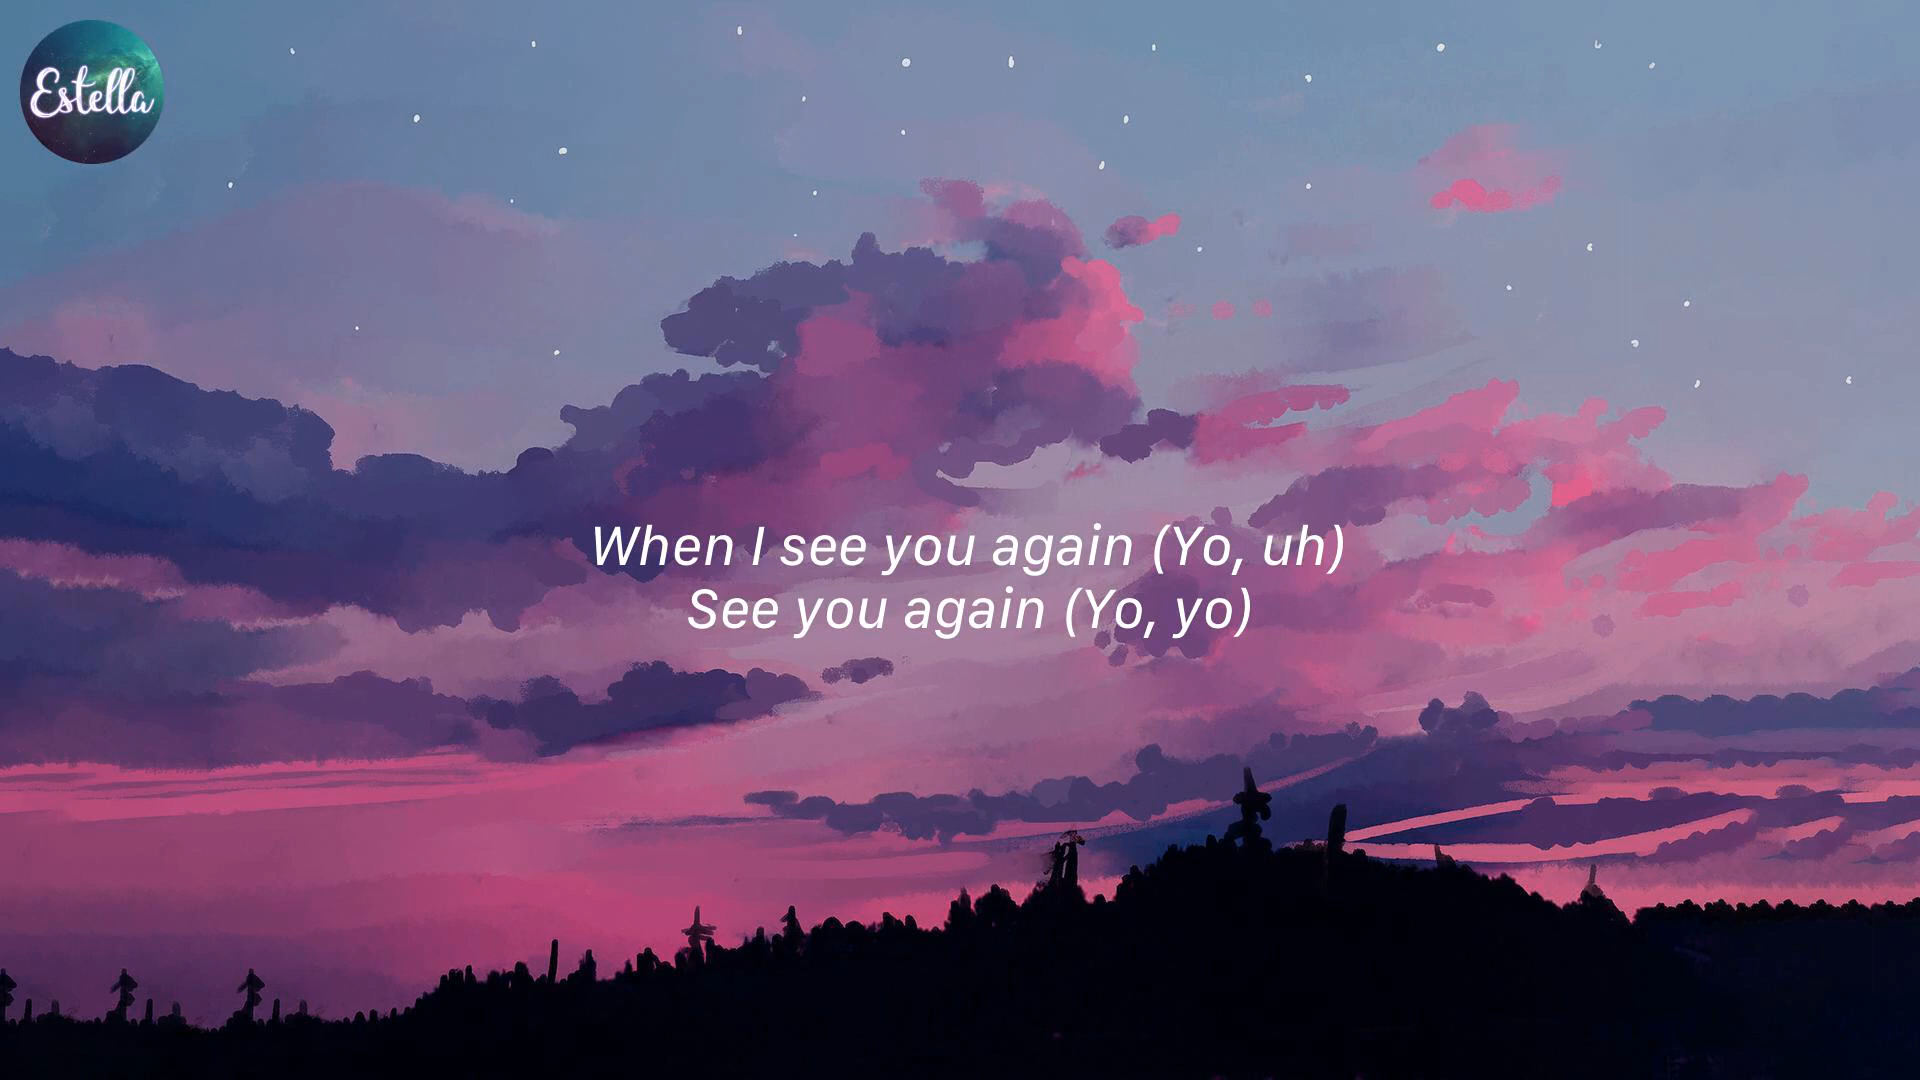 Estella
When I see you again (Yo, uh)
See you again (Yo, yo)